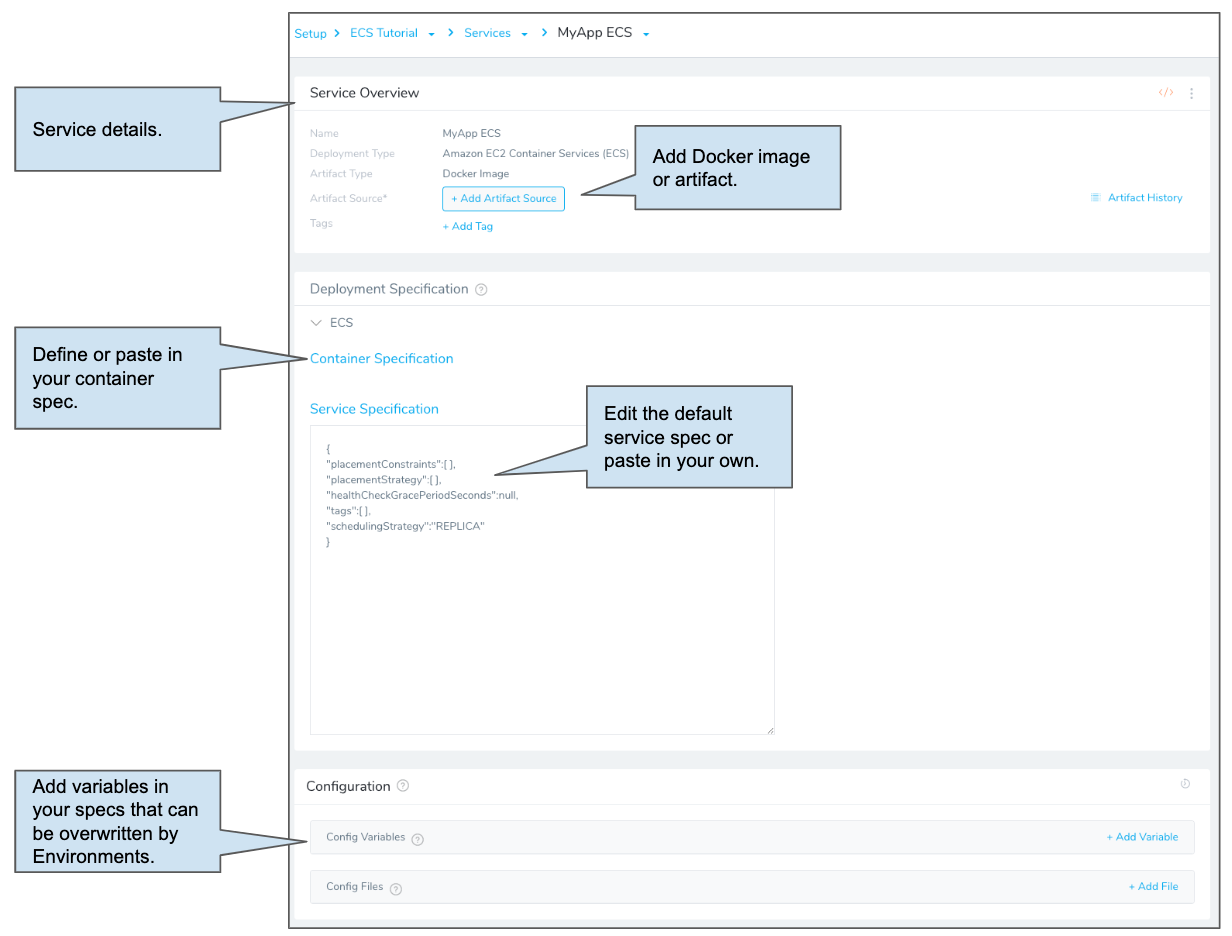 Setup > ECS Tutorial > Services > MyApp ECS
Service Overview
</>
Service details.
Name MyApp ECS
Deployment Type Amazon EC2 Container Services (ECS)
Artifact Type Docker Image
Artifact Source* + Add Artifact Source
Artifact History
Tags + Add Tag
Add Docker image
or artifact.
Deployment Specification ?
ECS
Container Specification
Define or paste in
your container
spec.
Service Specification
Edit the default
service spec or
paste in your own.
{
"placementConstraints":[ ],
"placementStrategy":[ ],
"healthCheckGracePeriodSeconds":null,
"tags":[ ],
"schedulingStrategy":"REPLICA"
}
Configuration ?
Add variables in
your specs that can
be overwritten by
Environments.
Config Variables ? + Add Variable
Config Files ? + Add File